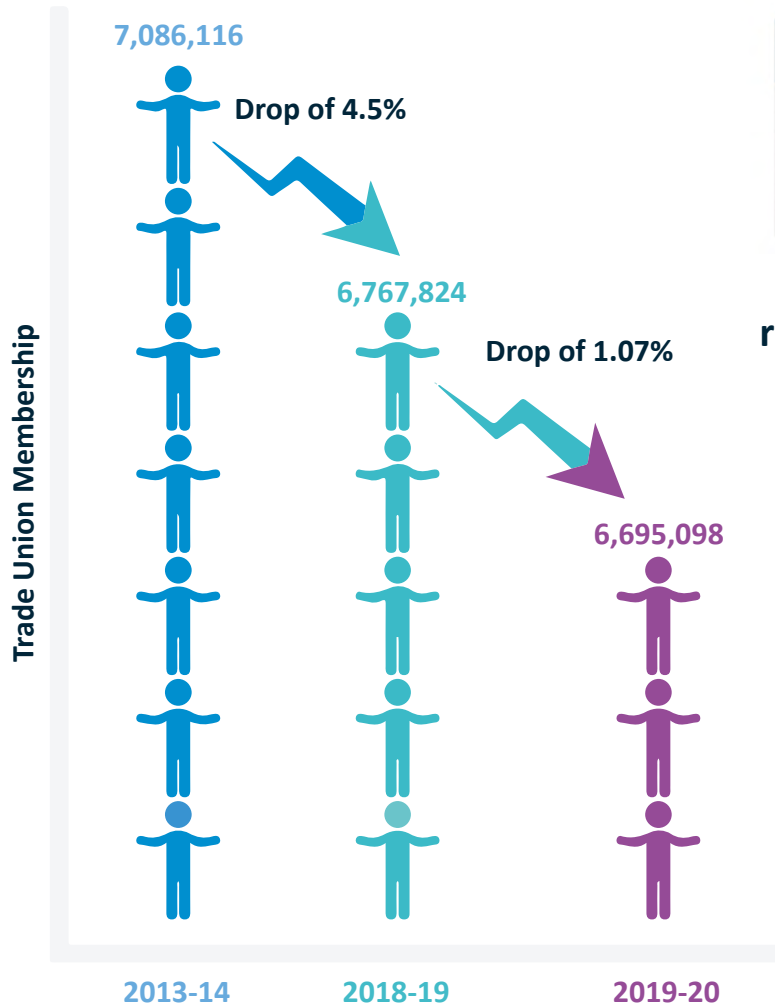 7,086,116
Drop of 4.5%
6,767,824
Drop of 1.07%
r
6,695,098
Trade Union Membership
2013-14
2018-19
2019-20